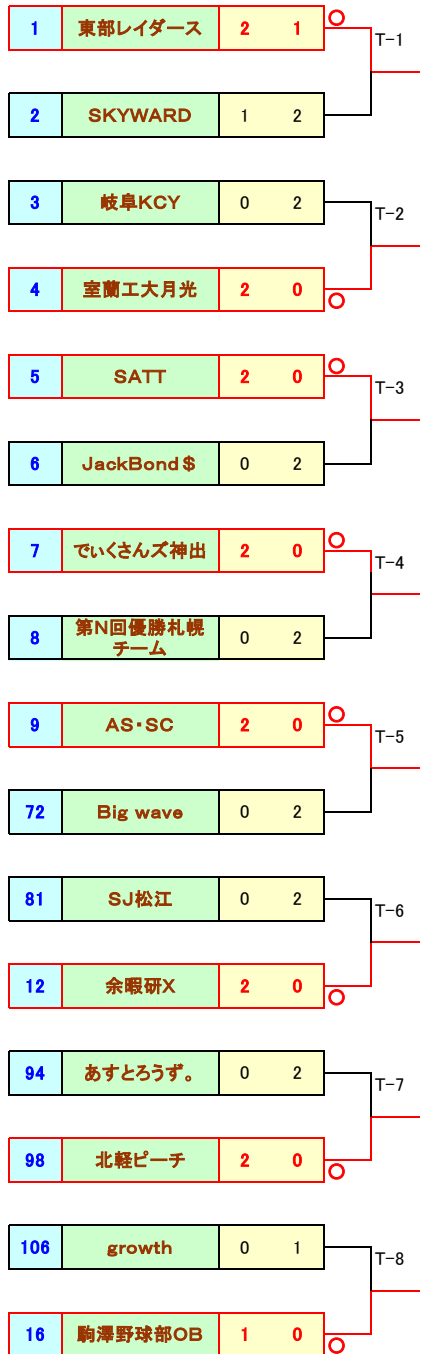 1 東部レイダース 2 1
T-1
2 SKYWARD 1 2
3 岐阜KCY 0 2
T-2
4 室蘭工大月光 2 0
5 SATT 2 0
T-3
6 JackBond＄ 0 2
7 でぃくさんズ神出 2 0
T-4
8 第N回優勝札幌
チーム 0 2
9 AS・SC 2 0
T-5
72 Big wave 0 2
81 SJ松江 0 2
T-6
12 余暇研X 2 0
94 あすとろうず。 0 2
T-7
98 北軽ピーチ 2 0
106 growth 0 1
T-8
16 駒澤野球部OB 1 0